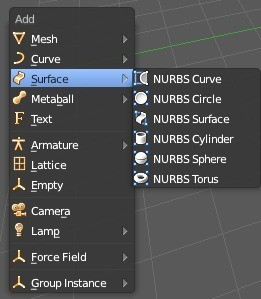 Add
Mesh
Curve
Surface
Metaball
Text
Armature
Lattice
Empty
Camera
Lamp
Force Field
Group Instance
NURBS Curve
NURBS Circle
NURBS Surface
NURBS Cylinder
NURBS Sphere
NURBS Torus